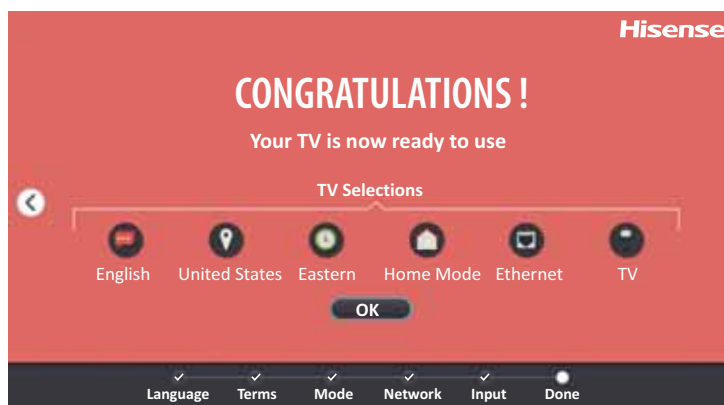 Hisense
CONGRATULATIONS !
Your TV is now ready to use
TV Selections
English United States Eastern Home Mode Ethernet TV
OK
Language Terms Mode Network Input Done